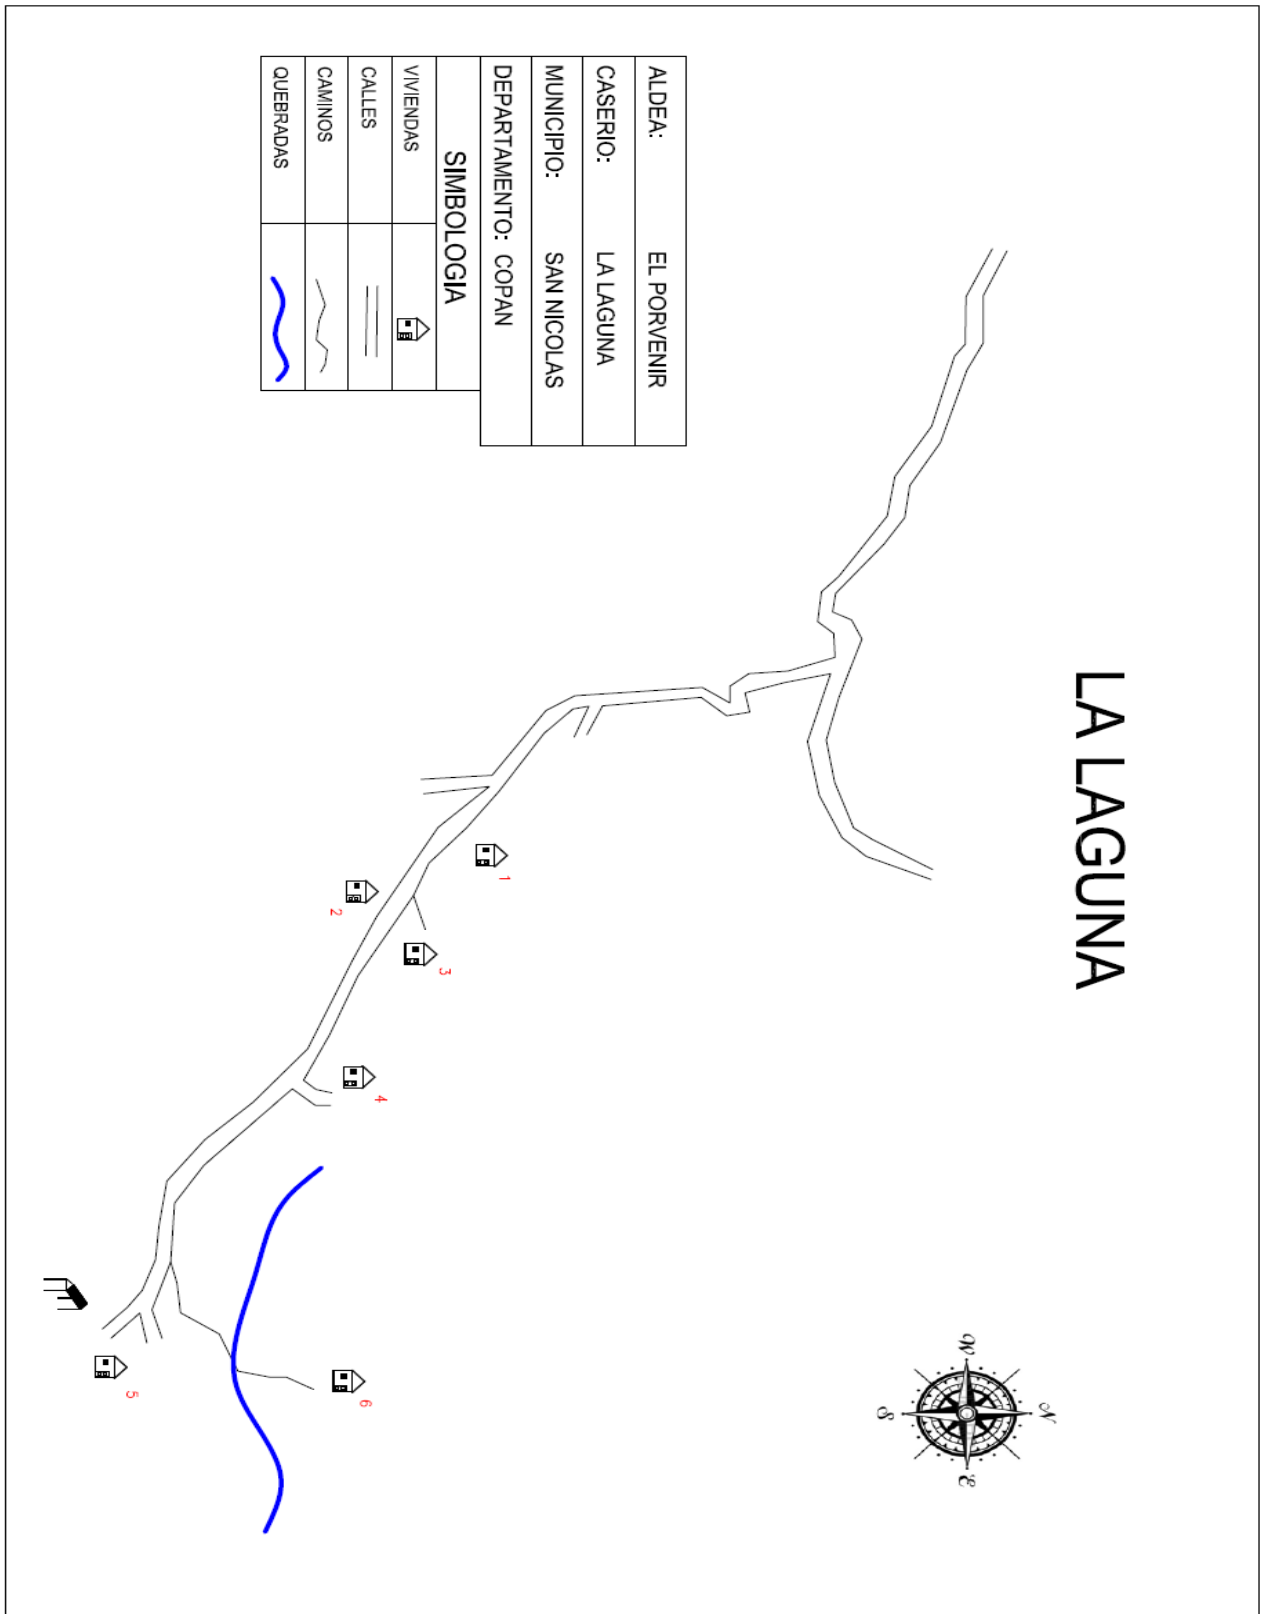 LA LAGUNA
ALDEA: EL PORVENIR
CASERIO: LA LAGUNA
MUNICIPIO: SAN NICOLAS
DEPARTAMENTO: COPAN
SIMBOLOGIA
VIVIENDAS
CALLES
CAMINOS
QUEBRADAS
1
2
3
4
5
6
N
W
E
S